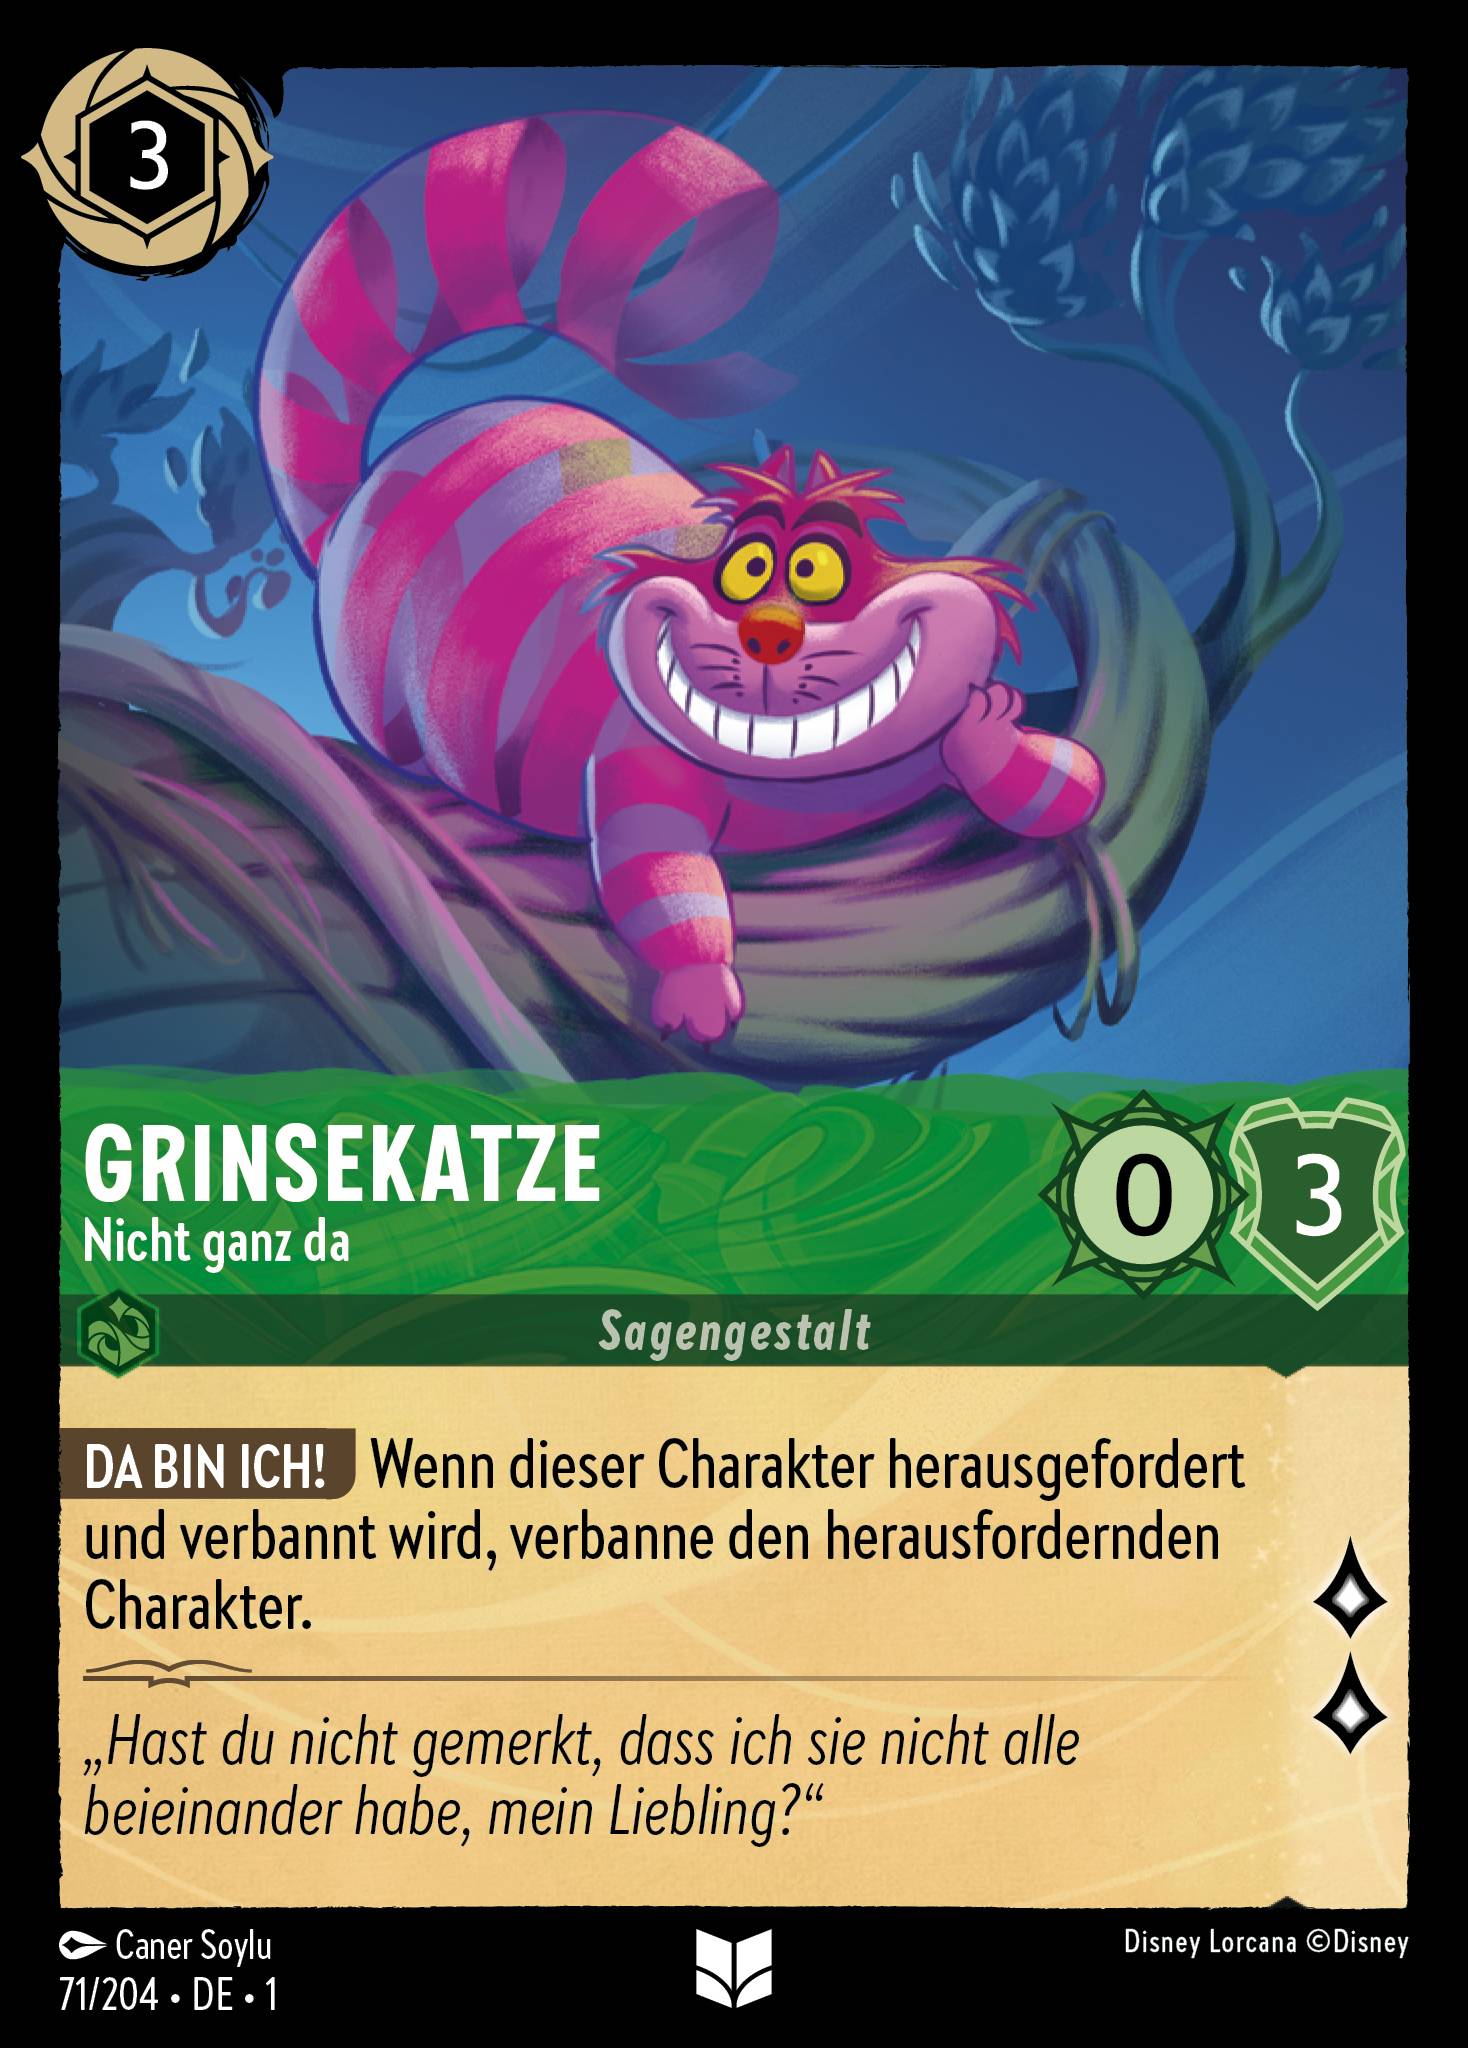 3
GRINSEKATZE
Nicht ganz da
0
3
Sagengestalt
DA BIN ICH! Wenn dieser Charakter herausgefordert
und verbannt wird, verbanne den herausfordernden
Charakter.
„Hast du nicht gemerkt, dass ich sie nicht alle
beieinander habe, mein Liebling?“
Caner Soylu
Disney Lorcana ©Disney
71/204 • DE • 1